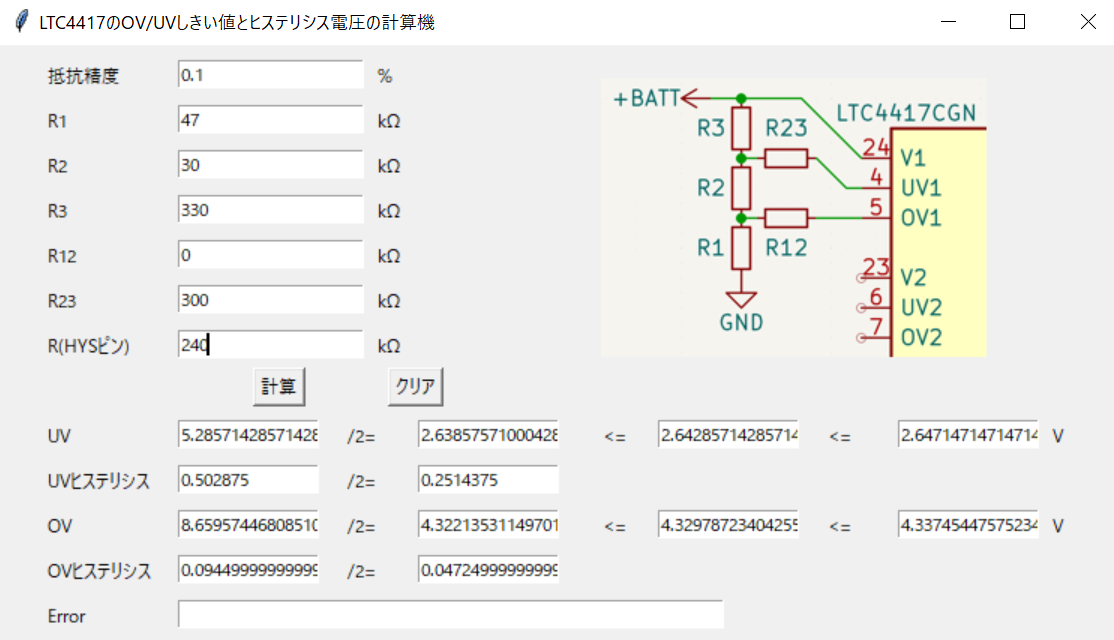 LTC4417のOV/UVしきい値とヒステリシス電圧の計算機
抵抗精度 0.1 %
R1 47 kΩ
R2 30 kΩ
R3 330 kΩ
R12 0 kΩ
R23 300 kΩ
R(HYSピン) 240 kΩ
計算 クリア
+BATT
LTC4417CGN
R3 R23
24 V1
4 UV1
R2
5 OV1
R1 R12
23 V2
6 UV2
GND
7 OV2
UV 5.28571428571428 /2= 2.63857571000428 <= 2.64285714285714 <= 2.64714714714714 V
UVヒステリシス 0.502875 /2= 0.2514375
OV 8.65957446808510 /2= 4.32213531149701 <= 4.32978723404255 <= 4.33745447575234 V
OVヒステリシス 0.09449999999999 /2= 0.04724999999999
Error